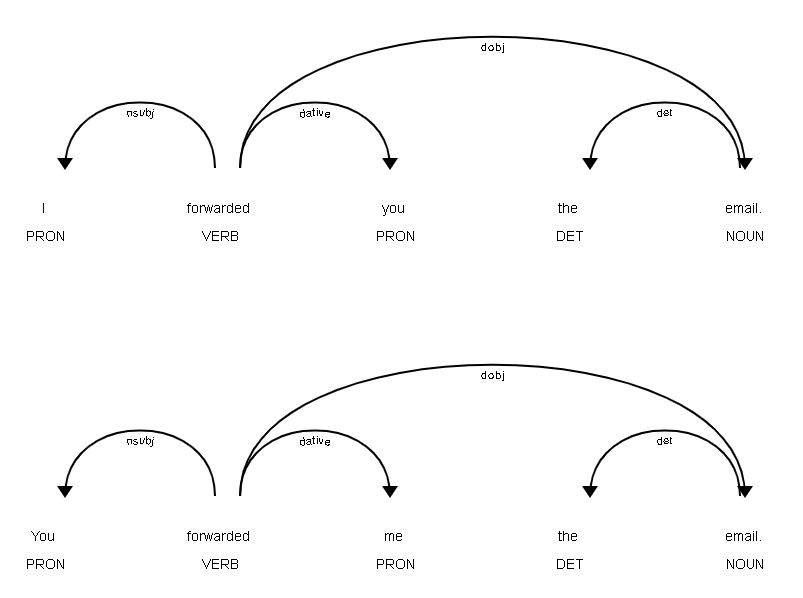 dobj
nsubj dative det
I forwarded you the email.
PRON VERB PRON DET NOUN
dobj
nsubj dative det
You forwarded me the email.
PRON VERB PRON DET NOUN